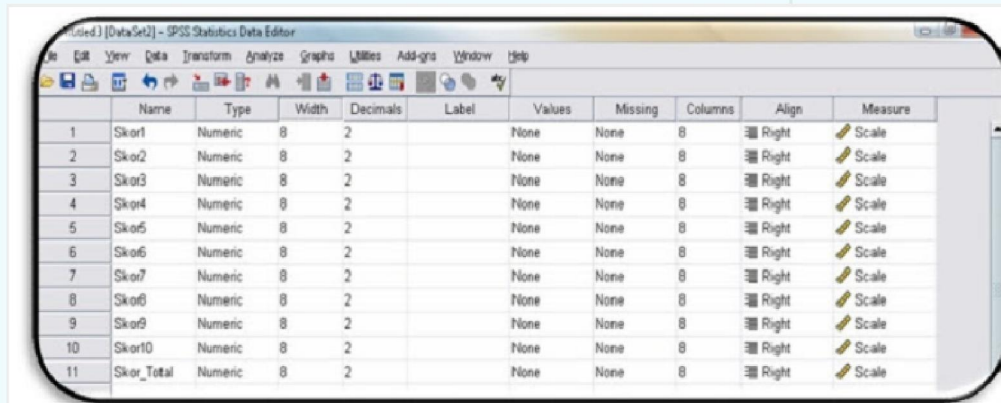 [DataSet2] - SPSS Statistics Data Editor
Edit View Data Transform Analyze Graphs Utilities Add-ons Window Help
Name Type Width Decimals Label Values Missing Columns Align Measure
1 Skor1 Numeric 8 2 None None 8 Right Scale
2 Skor2 Numeric 8 2 None None 8 Right Scale
3 Skor3 Numeric 8 2 None None 8 Right Scale
4 Skor4 Numeric 8 2 None None 8 Right Scale
5 Skor5 Numeric 8 2 None None 8 Right Scale
6 Skor6 Numeric 8 2 None None 8 Right Scale
7 Skor7 Numeric 8 2 None None 8 Right Scale
8 Skor8 Numeric 8 2 None None 8 Right Scale
9 Skor9 Numeric 8 2 None None 8 Right Scale
10 Skor10 Numeric 8 2 None None 8 Right Scale
11 Skor_Total Numeric 8 2 None None 8 Right Scale